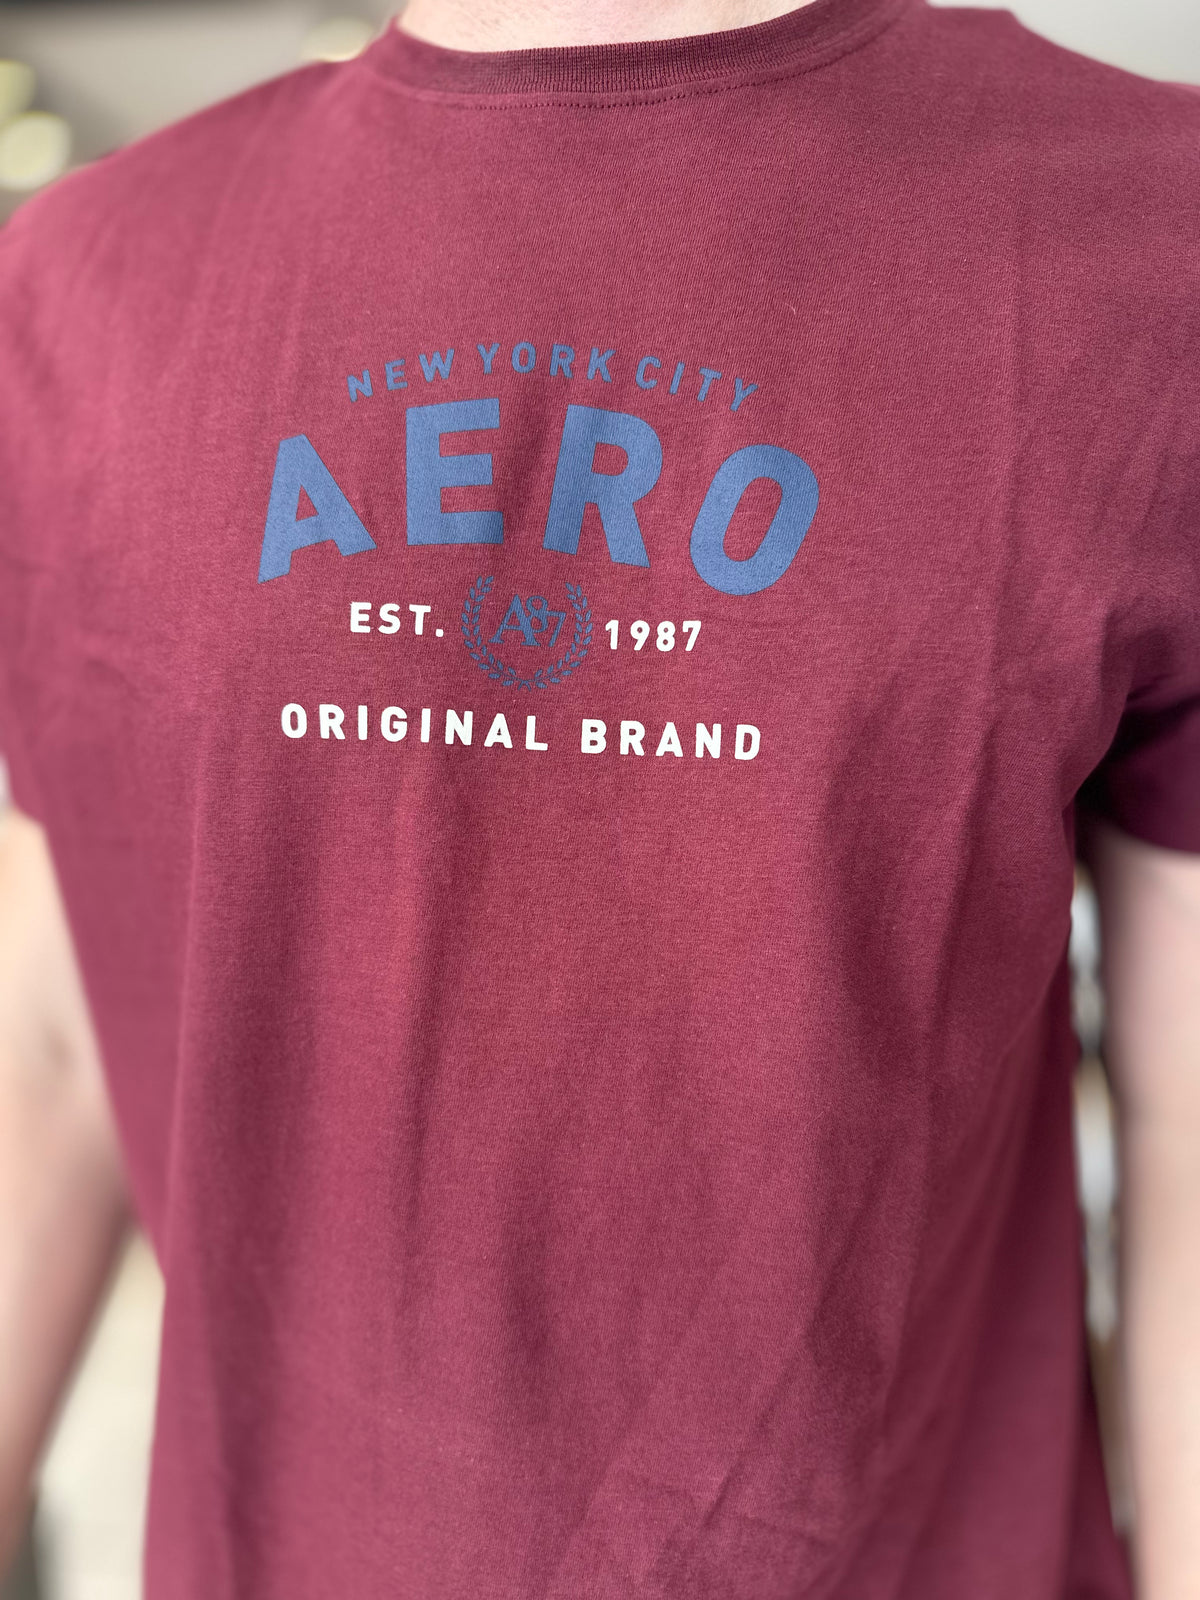 NEW YORK CITY
AERO
EST. A87 1987
ORIGINAL BRAND